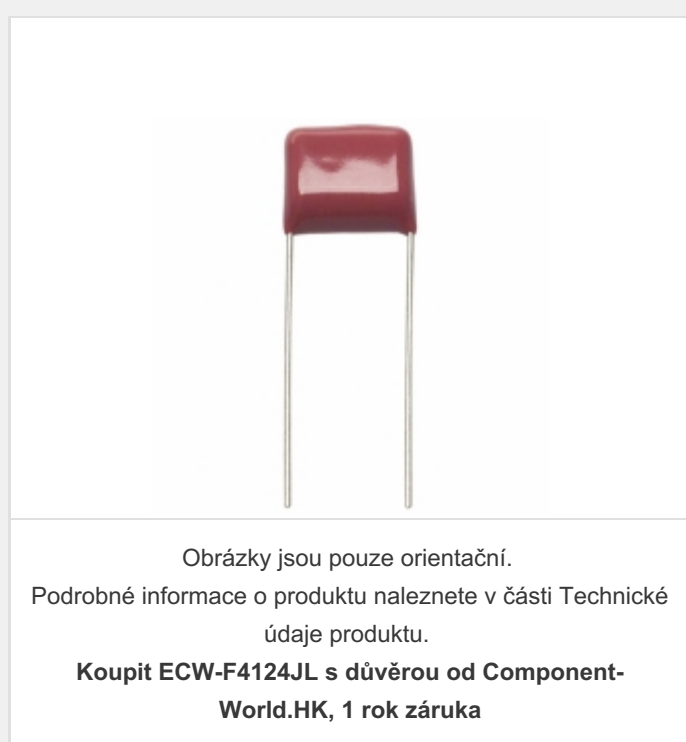 Obrázky jsou pouze orientační.
Podrobné informace o produktu naleznete v části Technické
údaje produktu.
Koupit ECW-F4124JL s důvěrou od Component-
World.HK, 1 rok záruka